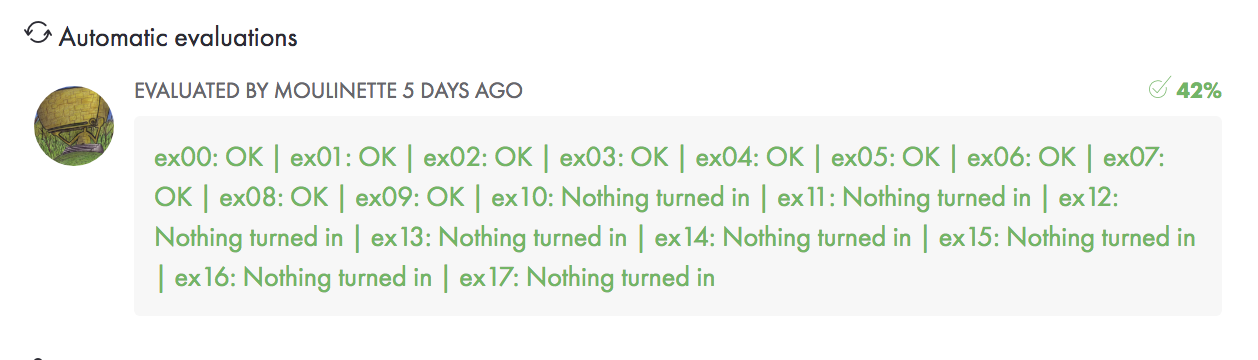 Automatic evaluations
EVALUATED BY MOULINETTE 5 DAYS AGO
42%
ex00: OK | ex01: OK | ex02: OK | ex03: OK | ex04: OK | ex05: OK | ex06: OK | ex07:
OK | ex08: OK | ex09: OK | ex10: Nothing turned in | ex11: Nothing turned in | ex12:
Nothing turned in | ex13: Nothing turned in | ex14: Nothing turned in | ex15: Nothing turned in
| ex16: Nothing turned in | ex17: Nothing turned in